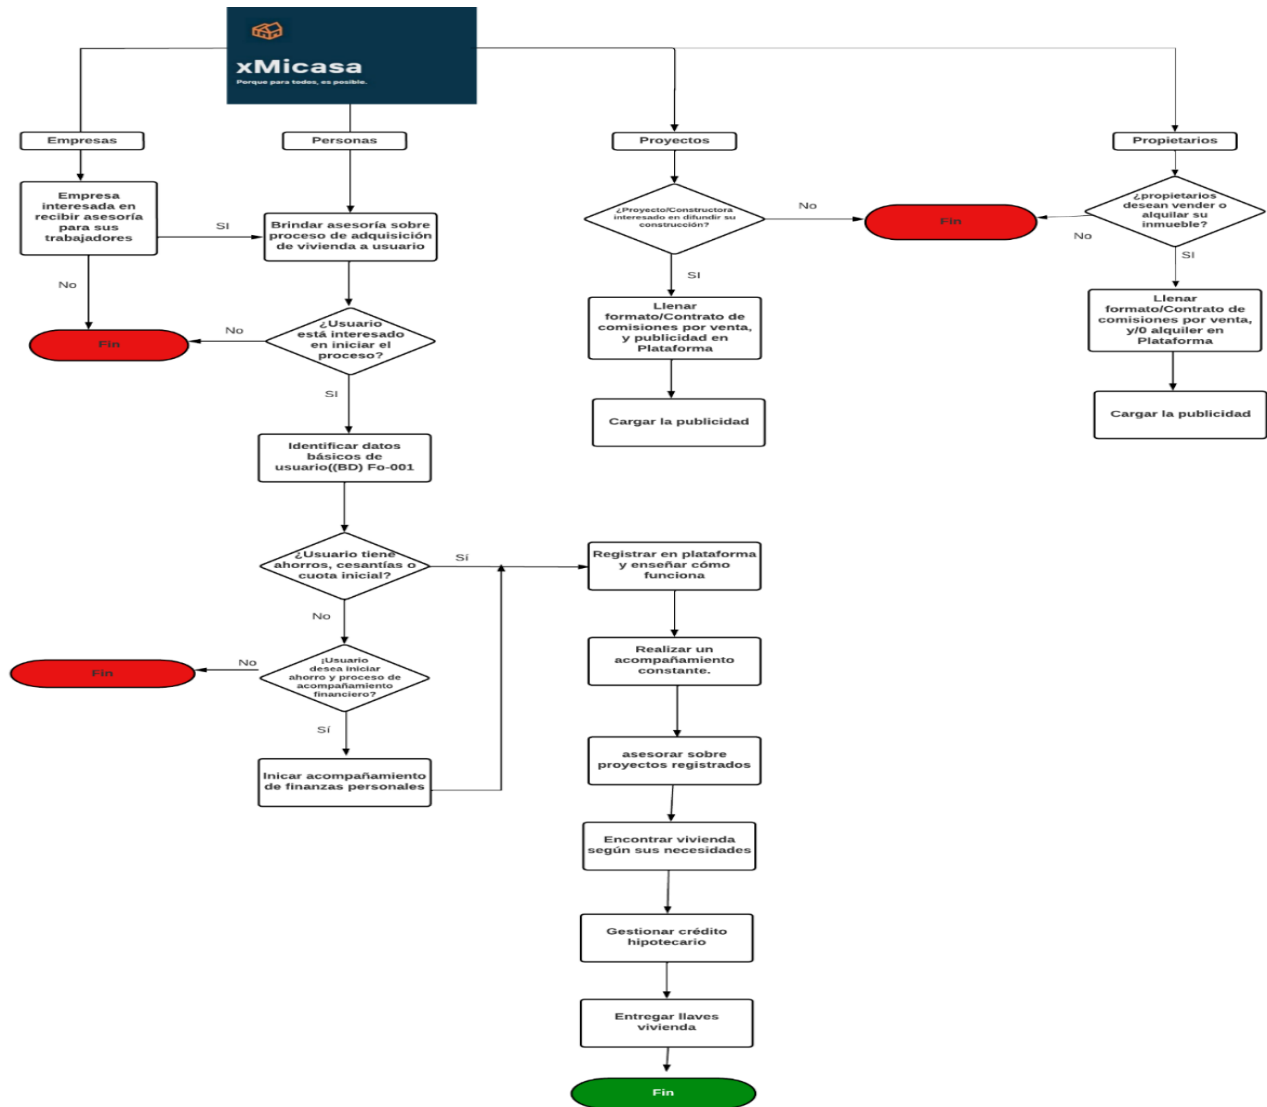 xMicasa
Porque para todos, es posible.
Empresas
Personas
Proyectos
Propietarios
Empresa
interesada en
recibir asesoría
para sus
trabajadores
SI
No
Brindar asesoría sobre
proceso de adquisición
de vivienda a usuario
¿Proyecto/Constructora
interesado en difundir su
construcción?
No
SI
Fin
¿propietarios
desean vender o
alquilar su
inmueble?
No
SI
Fin
No
¿Usuario
está interesado
en iniciar el
proceso?
SI
Llenar
formato/Contrato de
comisiones por venta,
y publicidad en
Plataforma
Llenar
formato/Contrato de
comisiones por venta,
y/0 alquiler en
Plataforma
Cargar la publicidad
Cargar la publicidad
Identificar datos
básicos de
usuario((BD) Fo-001
¿Usuario tiene
ahorros, cesantías o
cuota inicial?
Sí
No
Registrar en plataforma
y enseñar cómo
funciona
Fin
No
¡Usuario
desea iniciar
ahorro y proceso de
acompañamiento
financiero?
Sí
Realizar un
acompañamiento
constante.
Inicar acompañamiento
de finanzas personales
asesorar sobre
proyectos registrados
Encontrar vivienda
según sus necesidades
Gestionar crédito
hipotecario
Entregar llaves
vivienda
Fin